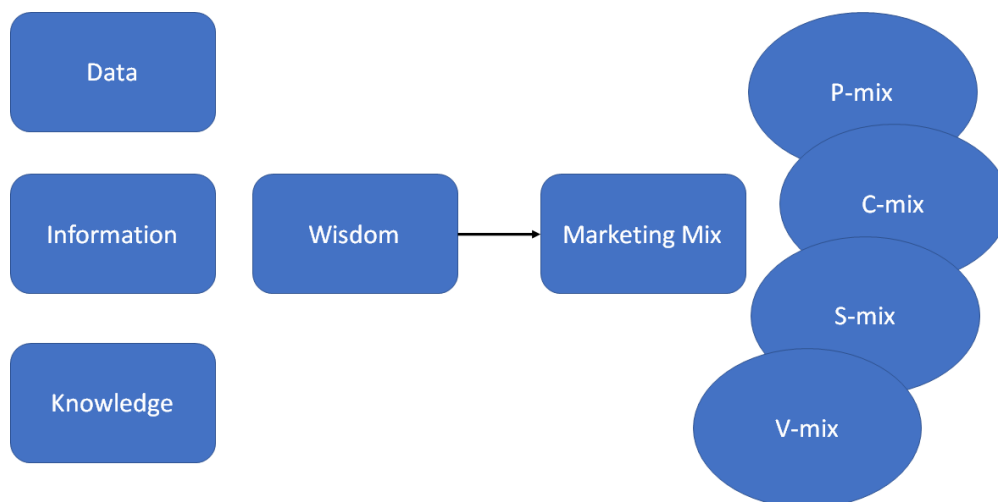 Data
Information
Knowledge
Wisdom
Marketing Mix
P-mix
C-mix
S-mix
V-mix